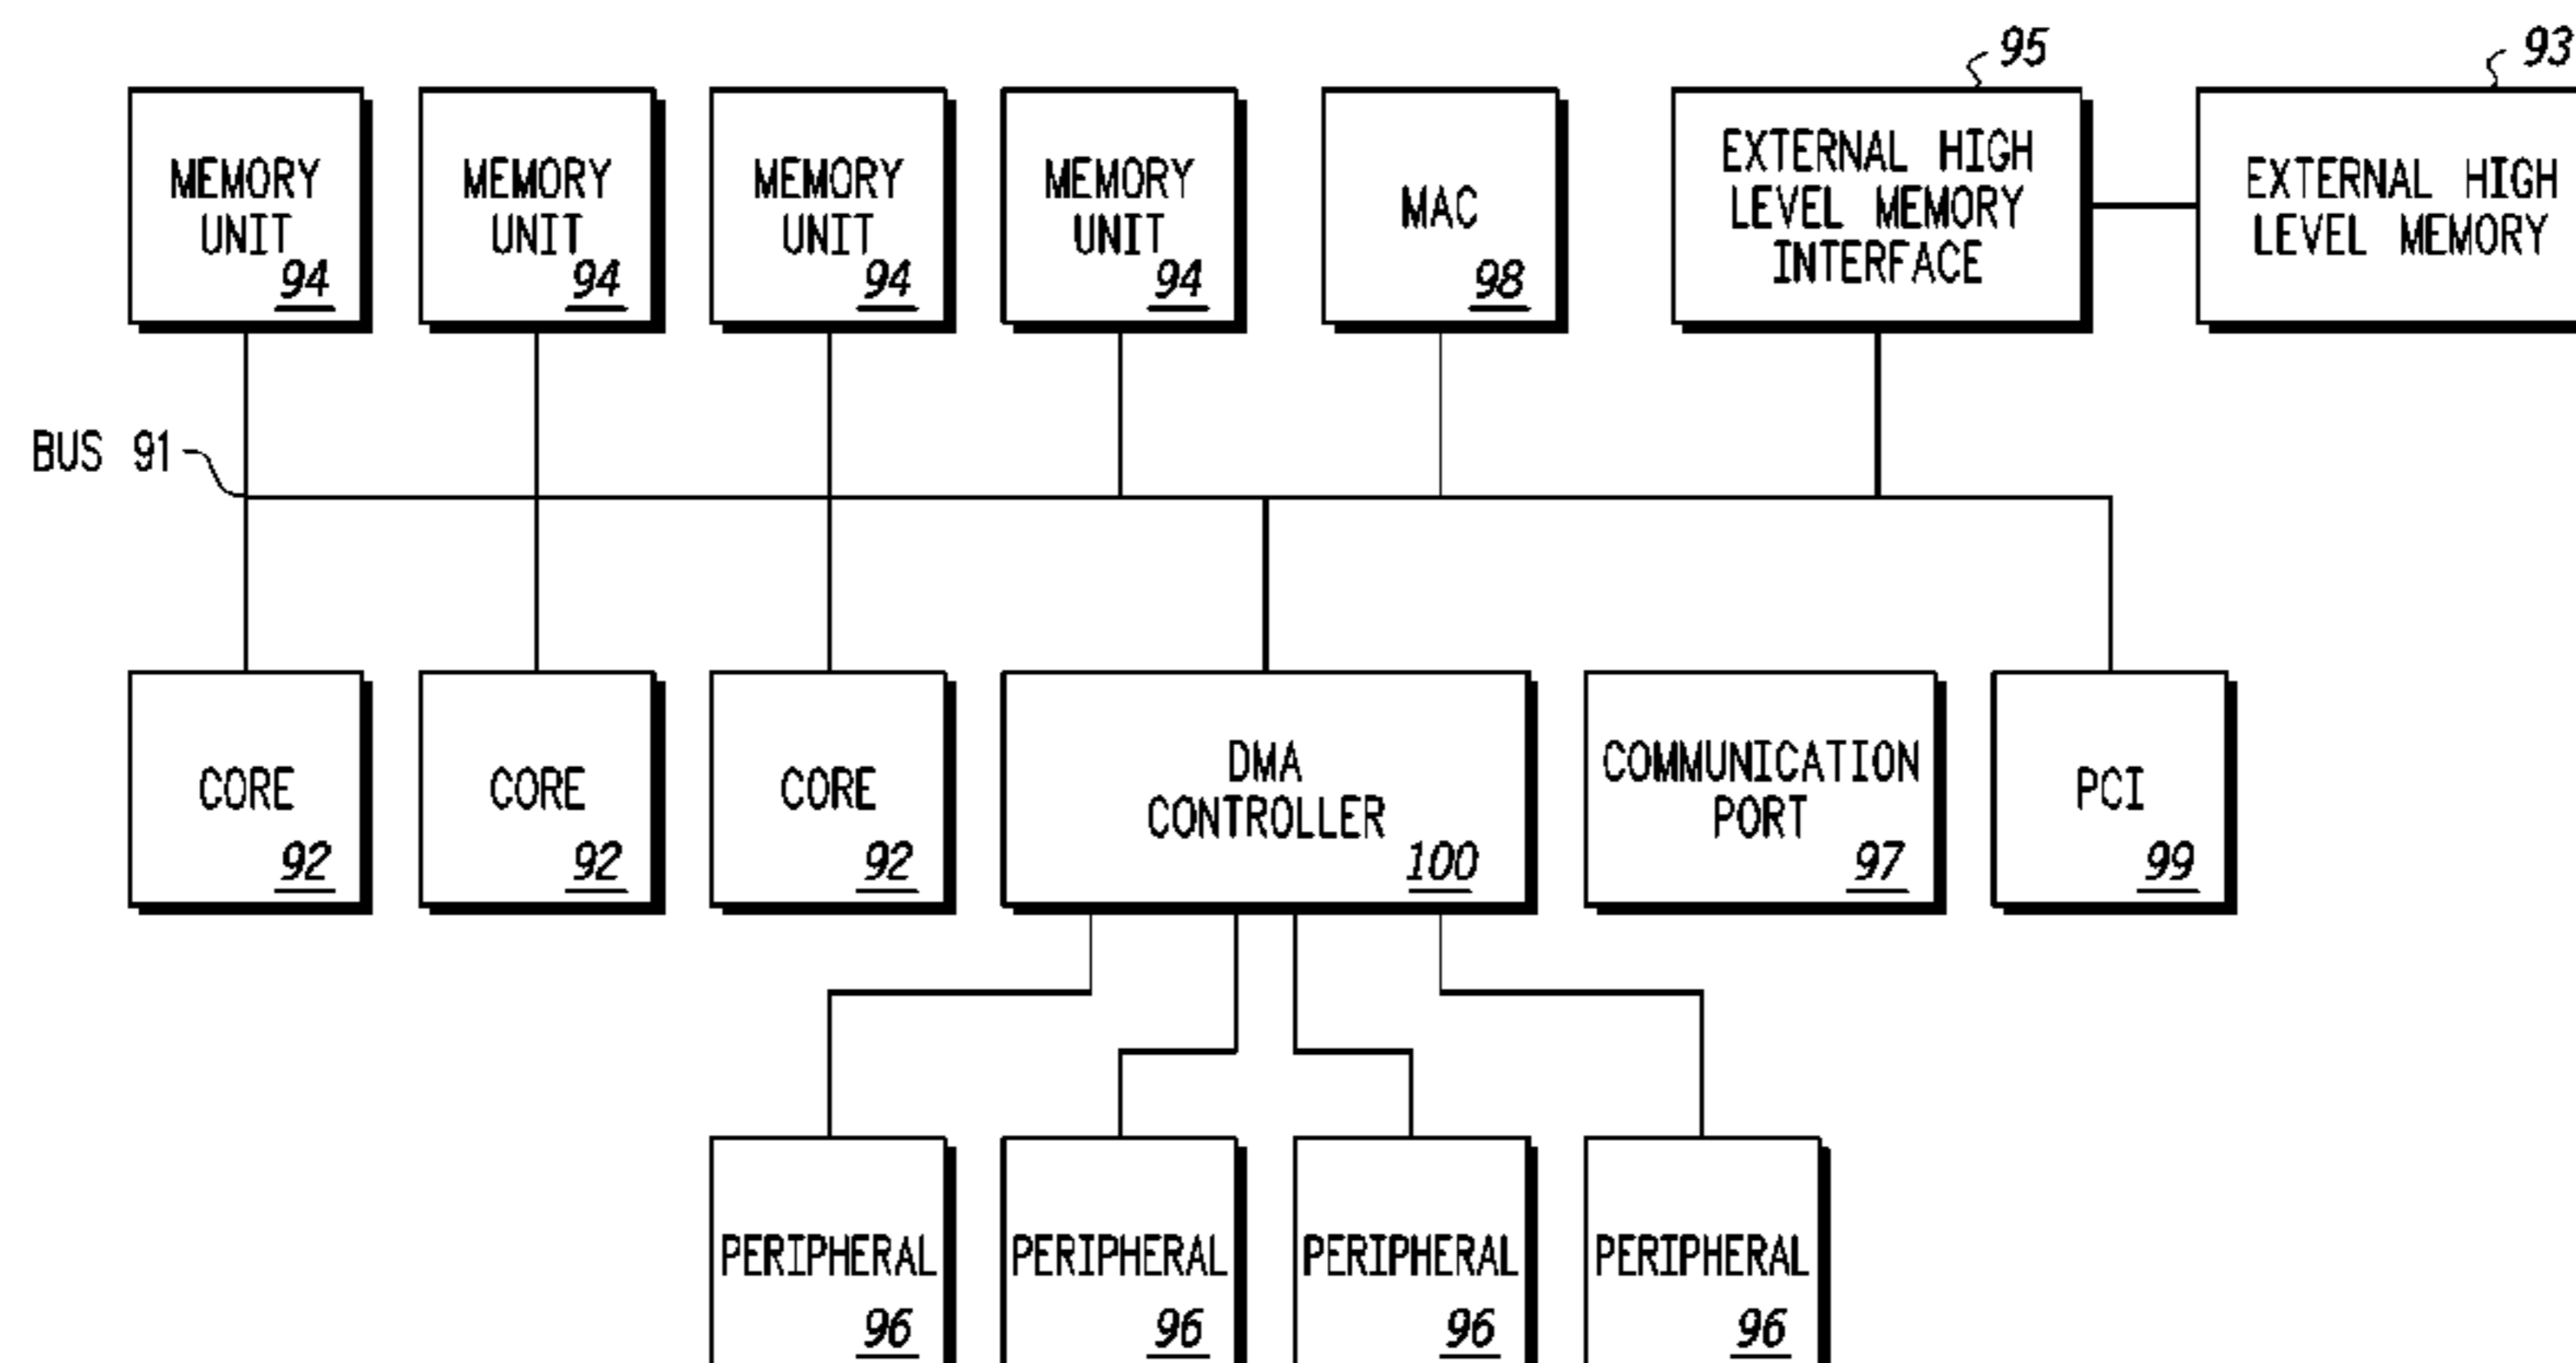 95
93
MEMORY
UNIT
94
MEMORY
UNIT
94
MEMORY
UNIT
94
MEMORY
UNIT
94
MAC
98
EXTERNAL HIGH
LEVEL MEMORY
INTERFACE
EXTERNAL HIGH
LEVEL MEMORY
BUS 91
CORE
92
CORE
92
CORE
92
DMA
CONTROLLER
100
COMMUNICATION
PORT
97
PCI
99
PERIPHERAL
96
PERIPHERAL
96
PERIPHERAL
96
PERIPHERAL
96